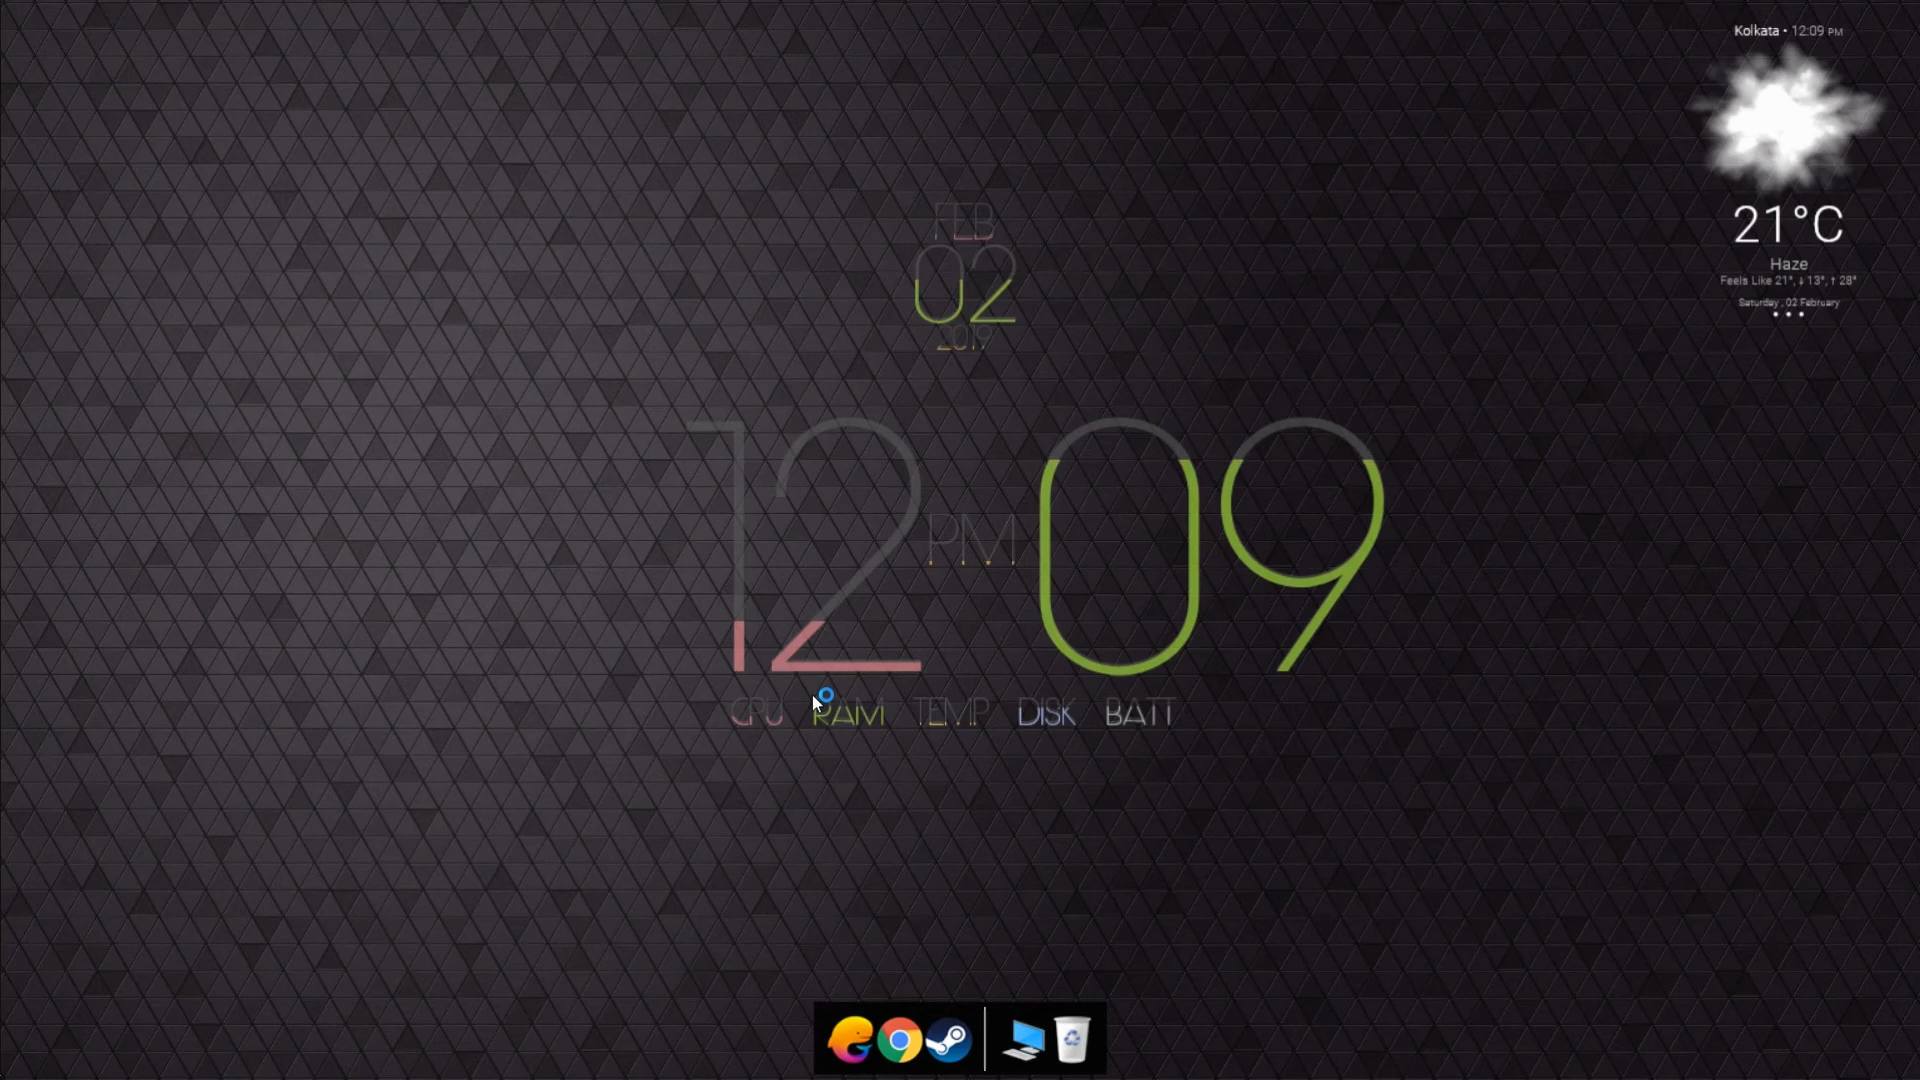 Kolkata • 12:09 PM
21°C
Haze
Feels Like 21°, ↓ 13°, ↑ 28°
Saturday , 02 February
FEB
02
2019
12 PM 09
CPU RAM TEMP DISK BATT